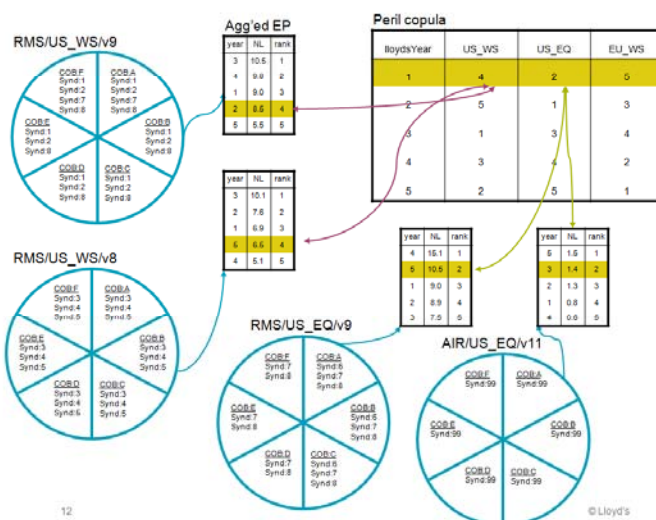 Agg'ed EP
Peril copula
RMS/US_WS/v9
year NL rank
3 10.5 1
4 9.8 2
1 9.0 3
2 8.5 4
5 5.5 5
lloydsYear US_WS US_EQ EU_WS
1 4 2 5
2 5 1 3
3 1 3 4
4 3 4 2
5 2 5 1
COB:F
Synd:1
Synd:2
Synd:7
Synd:8
COB:A
Synd:1
Synd:2
Synd:7
Synd:8
COB:E
Synd:1
Synd:2
Synd:8
COB:B
Synd:1
Synd:2
Synd:8
COB:D
Synd:1
Synd:2
Synd:8
COB:C
Synd:1
Synd:2
Synd:8
year NL rank
3 10.1 1
2 7.6 2
1 6.9 3
5 6.5 4
4 5.1 5
RMS/US_WS/v8
COB:F
Synd:3
Synd:4
Synd:5
COB:A
Synd:3
Synd:4
Synd:5
COB:E
Synd:3
Synd:4
Synd:5
COB:B
Synd:3
Synd:4
Synd:5
COB:D
Synd:3
Synd:4
Synd:5
COB:C
Synd:3
Synd:4
Synd:5
year NL rank
4 15.1 1
5 10.5 2
1 9.0 3
2 8.9 4
3 7.5 5
year NL rank
5 1.5 1
3 1.4 2
2 1.3 3
1 0.8 4
4 5
RMS/US_EQ/v9
COB:F
Synd:7
Synd:8
COB:A
Synd:6
Synd:7
Synd:8
COB:E
Synd:7
Synd:8
COB:B
Synd:6
Synd:7
Synd:8
COB:D
Synd:7
Synd:8
COB:C
Synd:6
Synd:7
Synd:8
AIR/US_EQ/v11
COB:F
Synd:99
COB:A
Synd:99
COB:E
Synd:99
COB:B
Synd:99
COB:D
Synd:99
COB:C
Synd:99
12
© Lloyd's